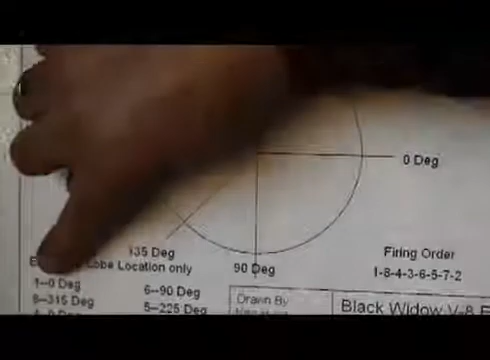 0 Deg
135 Deg
Lobe Location only
90 Deg
Firing Order
1-8-4-3-6-5-7-2
1--0 Deg
6--90 Deg
8--315 Deg
5--225 Deg
Drawn By
Black Widow V-8